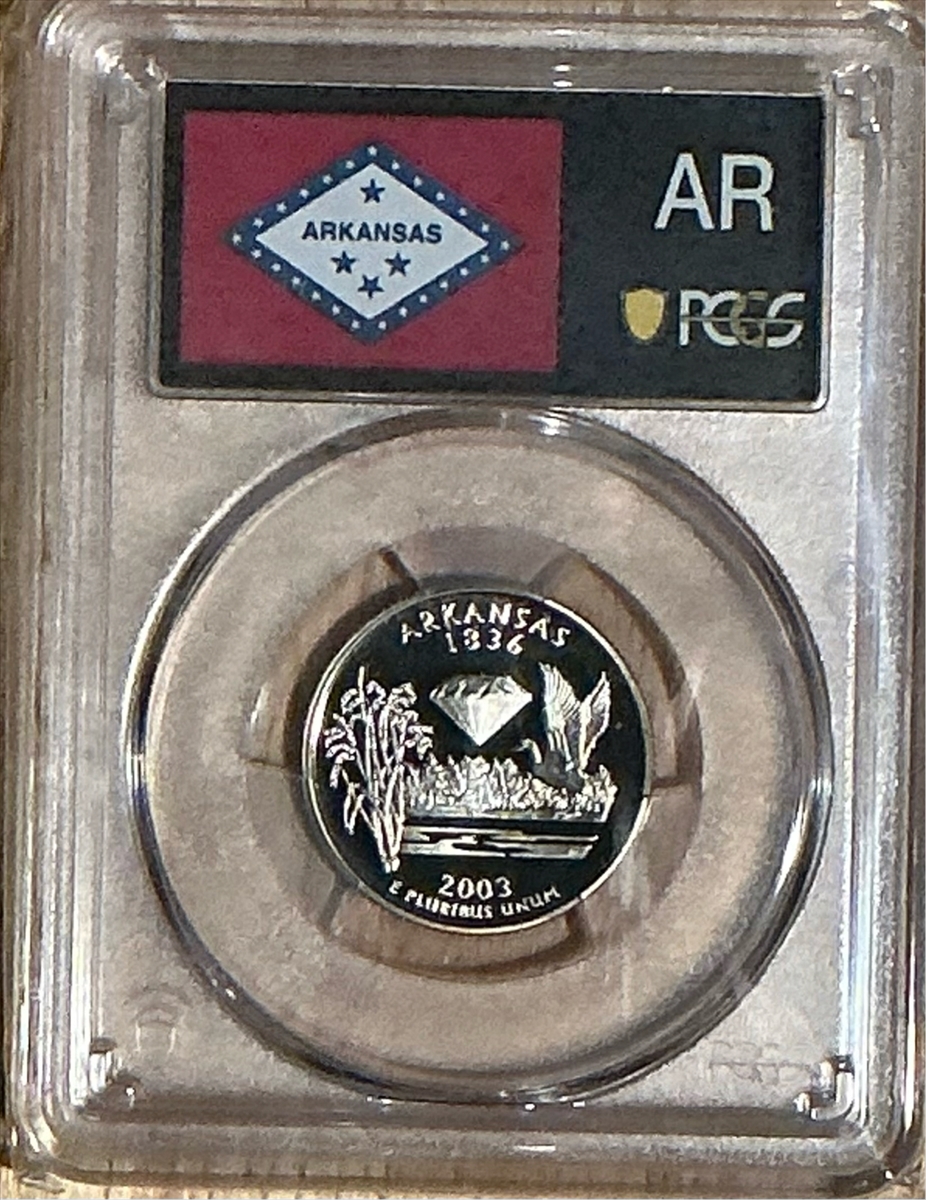 ARKANSAS
AR
PCGS
ARKANSAS
1836
2003
E PLURIBUS UNUM